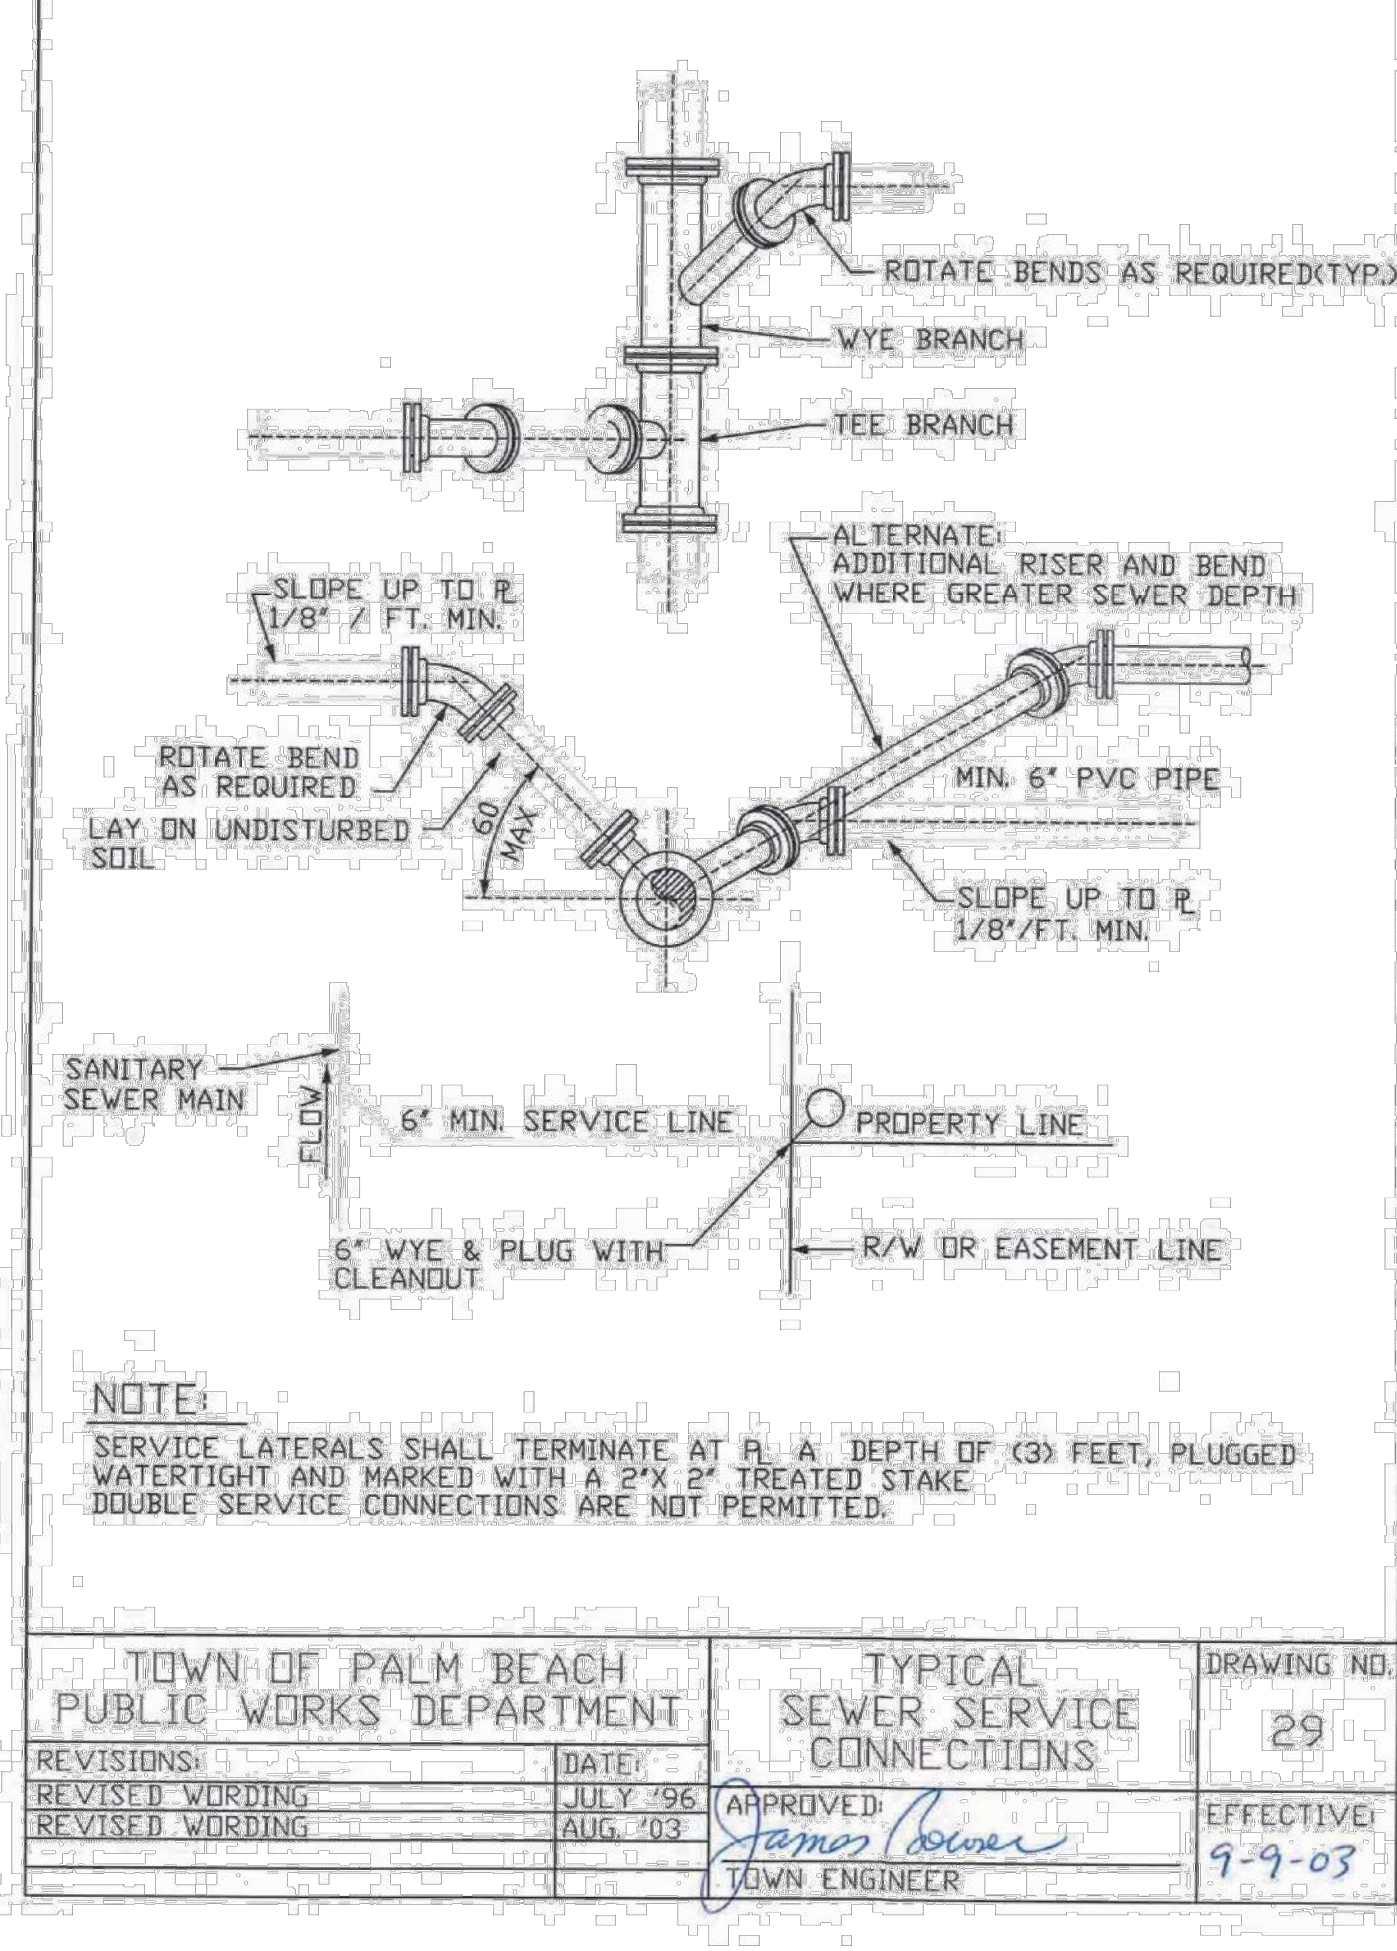 ROTATE BENDS AS REQUIRED(TYP.)
WYE BRANCH
TEE BRANCH
ALTERNATE:
ADDITIONAL RISER AND BEND
WHERE GREATER SEWER DEPTH
SLOPE UP TO ⅊
1/8" / FT. MIN.
ROTATE BEND
AS REQUIRED
LAY ON UNDISTURBED
SOIL
60
MAX
MIN. 6" PVC PIPE
SLOPE UP TO ⅊
1/8"/FT. MIN.
SANITARY
SEWER MAIN
FLOW
6" MIN. SERVICE LINE
PROPERTY LINE
6" WYE & PLUG WITH
CLEANOUT
R/W OR EASEMENT LINE
NOTE:
SERVICE LATERALS SHALL TERMINATE AT ⅊ A DEPTH OF (3) FEET, PLUGGED
WATERTIGHT AND MARKED WITH A 2"X 2" TREATED STAKE
DOUBLE SERVICE CONNECTIONS ARE NOT PERMITTED.
TOWN OF PALM BEACH
PUBLIC WORKS DEPARTMENT
REVISIONS: DATE:
REVISED WORDING JULY '96
REVISED WORDING AUG. '03
TYPICAL
SEWER SERVICE
CONNECTIONS
APPROVED:
James Bowser
TOWN ENGINEER
DRAWING NO.
29
EFFECTIVE:
9-9-03